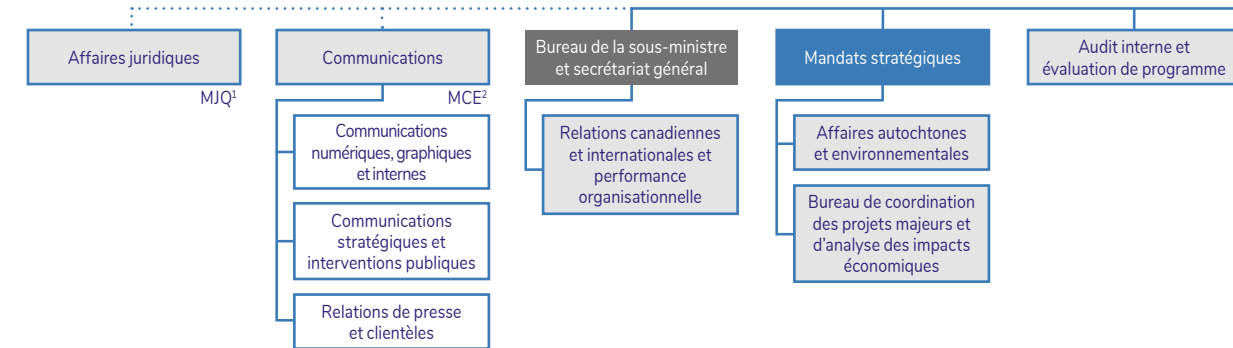 Affaires juridiques
MJQ¹
Communications
MCE²
Communications
numériques, graphiques
et internes
Communications
stratégiques et
interventions publiques
Relations de presse
et clientèles
Bureau de la sous-ministre
et secrétariat général
Relations canadiennes
et internationales et
performance
organisationnelle
Mandats stratégiques
Affaires autochtones
et environnementales
Bureau de coordination
des projets majeurs et
d'analyse des impacts
économiques
Audit interne et
évaluation de programme